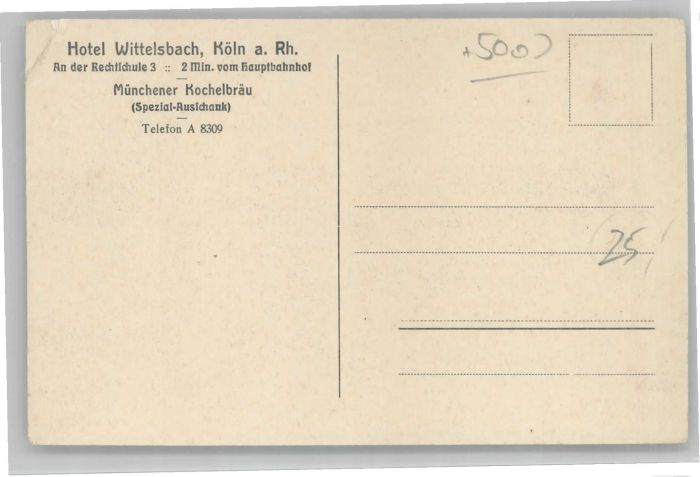 Hotel Wittelsbach, Köln a. Rh.
An der Rechtschule 3 :: 2 Min. vom Hauptbahnhof
Münchener Kochelbräu
(Spezial-Ausschank)
Telefon A 8309
25